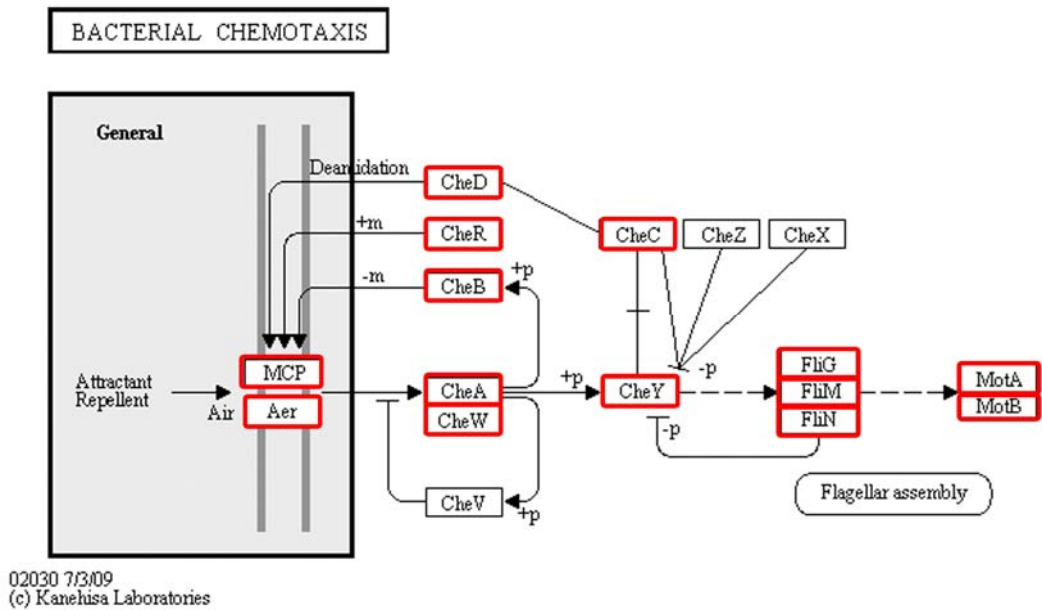 BACTERIAL CHEMOTAXIS
General
Deamidation
CheD
+m
CheR
CheC
CheZ
CheX
-m
CheB
+p
MCP
Attractant
Repellent
Air
Aer
CheA
CheW
+p
CheY
-p
-p
FliG
FliM
FliN
MotA
MotB
CheV
+p
Flagellar assembly
02030 7/3/09
(c) Kanehisa Laboratories